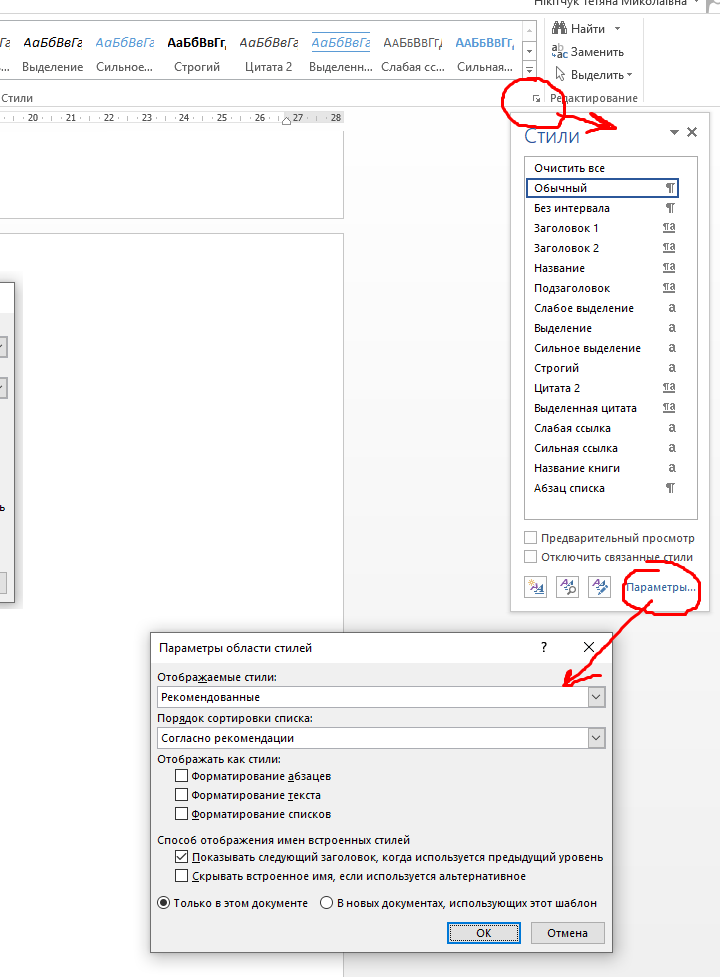 Нікітчук Тетяна Миколаївна
АаБбВвГг АаБбВвГг АаБбВвГг АаБбВвГг АаБбВвГг АаБбВвГг АаБбВвГг
Выделение Сильное... Строгий Цитата 2 Выделенн... Слабая сс... Сильная...
Найти
Заменить
Выделить
Стили
Редактирование
20 21 22 23 24 25 26 27 28
Стили
Очистить все
Обычный
Без интервала
Заголовок 1
Заголовок 2
Название
Подзаголовок
Слабое выделение
Выделение
Сильное выделение
Строгий
Цитата 2
Выделенная цитата
Слабая ссылка
Сильная ссылка
Название книги
Абзац списка
Предварительный просмотр
Отключить связанные стили
Параметры...
Параметры области стилей
Отображаемые стили:
Рекомендованные
Порядок сортировки списка:
Согласно рекомендации
Отображать как стили:
Форматирование абзацев
Форматирование текста
Форматирование списков
Способ отображения имен встроенных стилей
Показывать следующий заголовок, когда используется предыдущий уровень
Скрывать встроенное имя, если используется альтернативное
Только в этом документе В новых документах, использующих этот шаблон
ОК Отмена